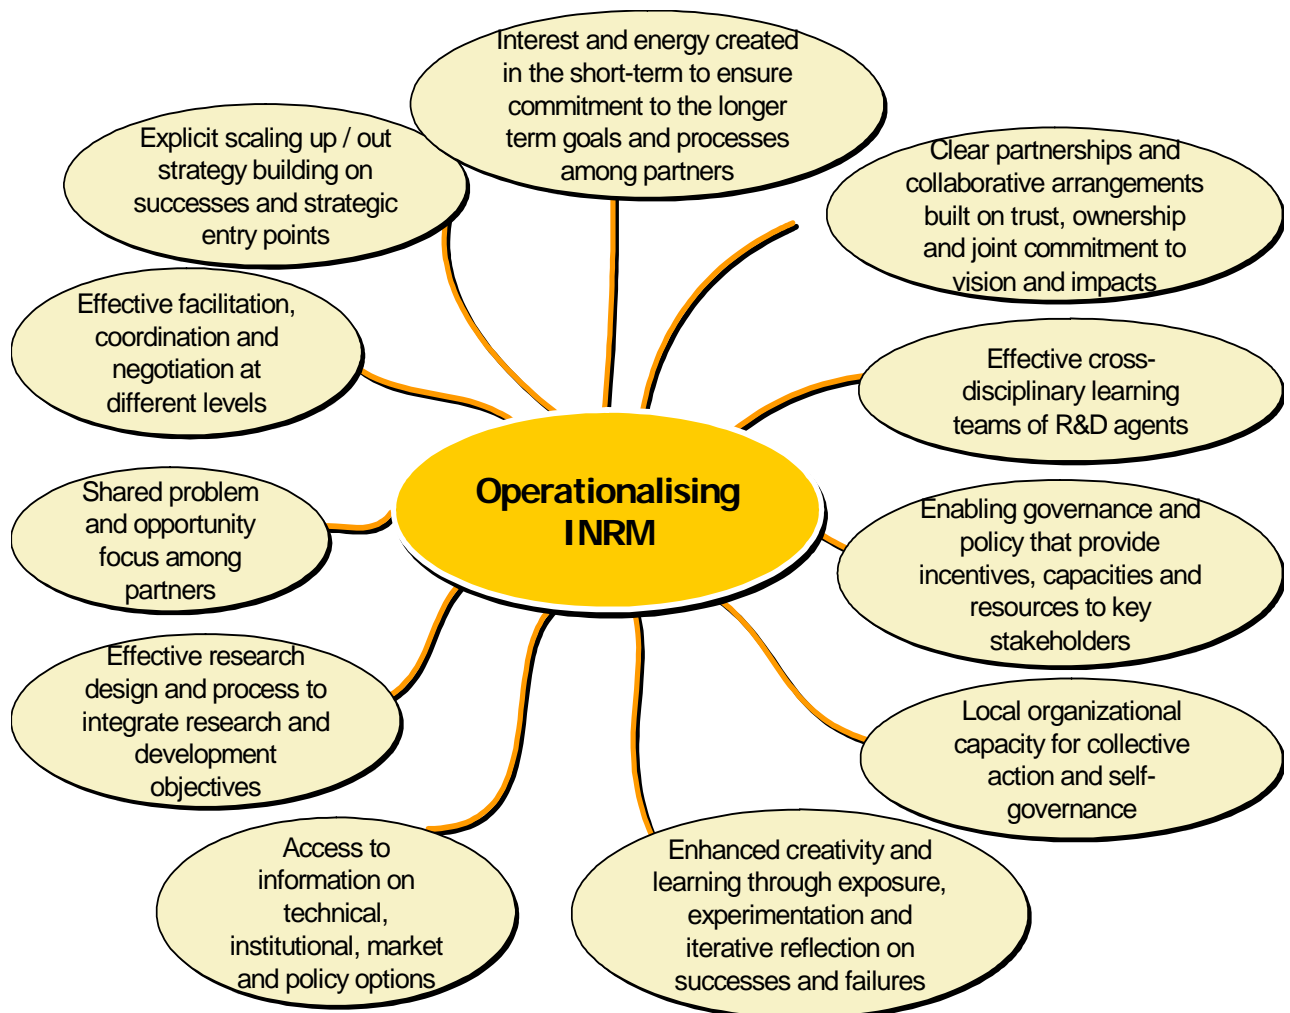 Interest and energy created
in the short-term to ensure
commitment to the longer
term goals and processes
among partners
Explicit scaling up / out
strategy building on
successes and strategic
entry points
Clear partnerships and
collaborative arrangements
built on trust, ownership
and joint commitment to
vision and impacts
Effective facilitation,
coordination and
negotiation at
different levels
Effective cross-
disciplinary learning
teams of R&D agents
Operationalising
INRM
Shared problem
and opportunity
focus among
partners
Enabling governance and
policy that provide
incentives, capacities and
resources to key
stakeholders
Effective research
design and process to
integrate research and
development
objectives
Local organizational
capacity for collective
action and self-
governance
Access to
information on
technical,
institutional, market
and policy options
Enhanced creativity and
learning through exposure,
experimentation and
iterative reflection on
successes and failures